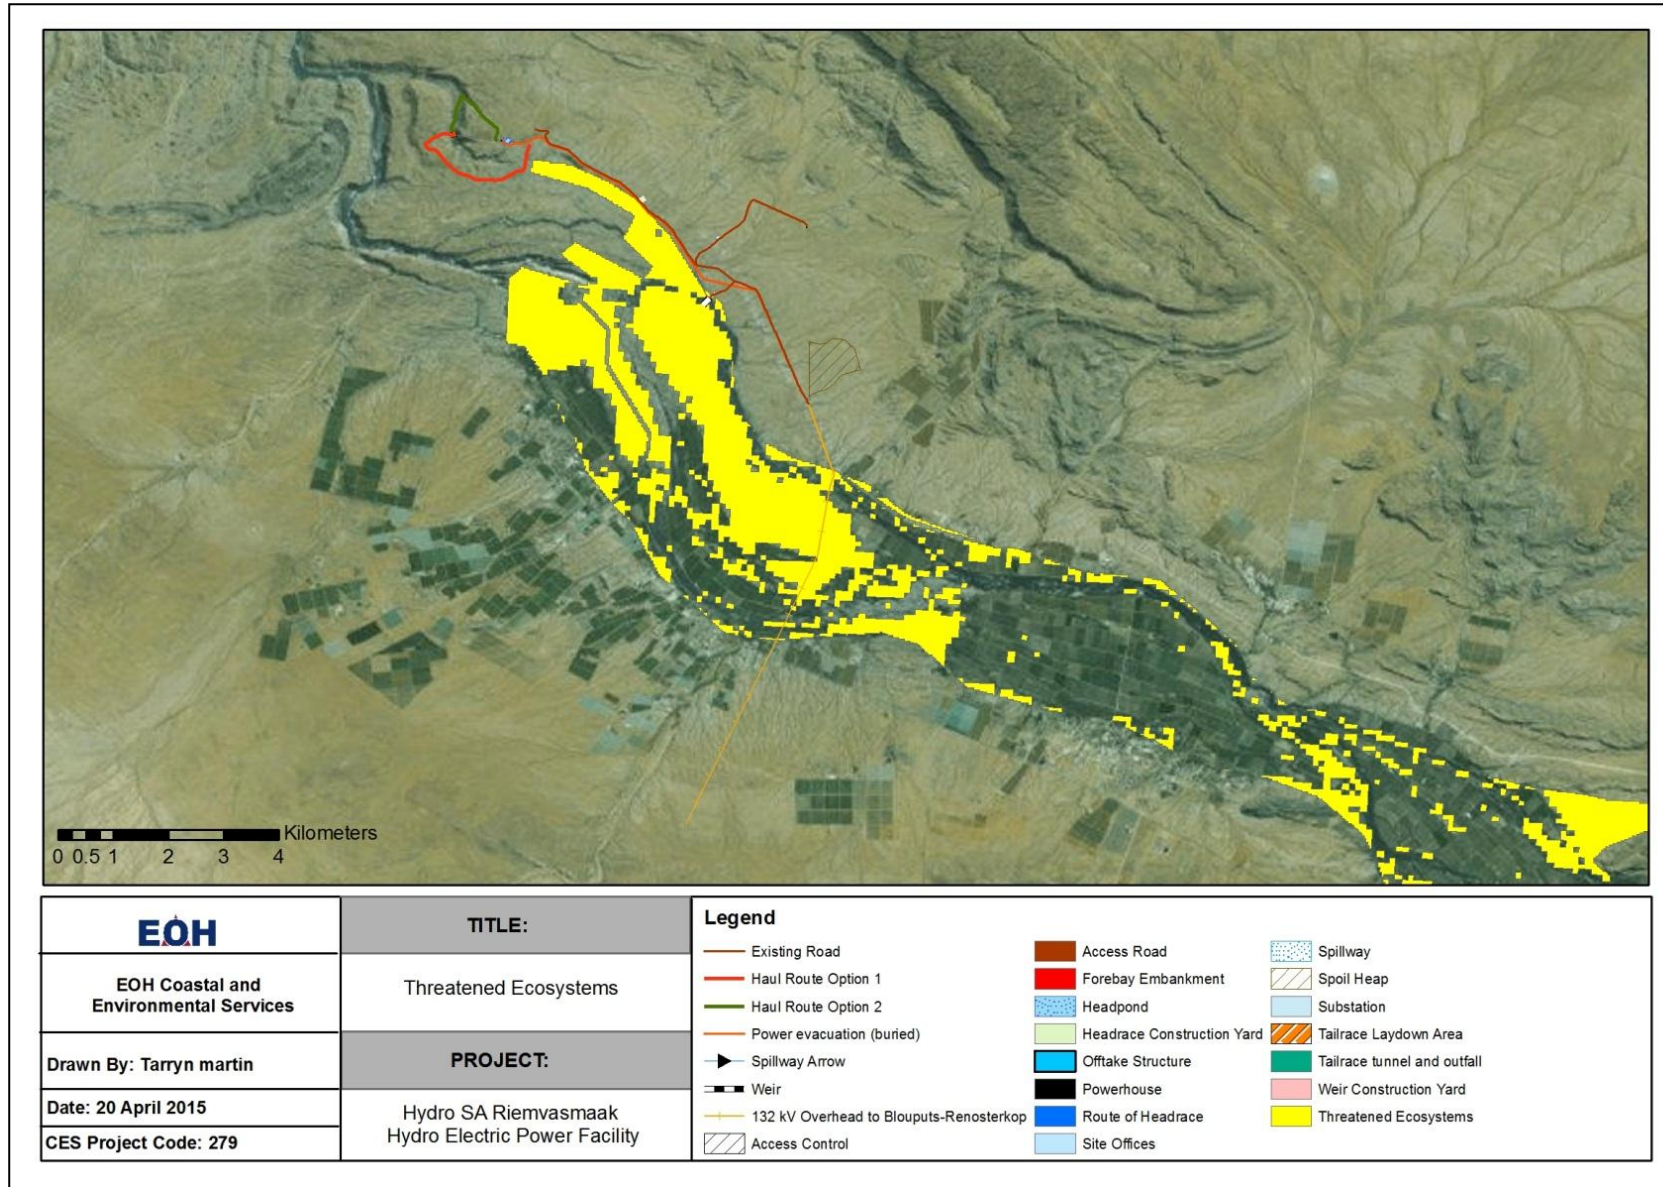 Kilometers
0 0.5 1 2 3 4
EOH
EOH Coastal and
Environmental Services
Drawn By: Tarryn martin
Date: 20 April 2015
CES Project Code: 279
TITLE:
Threatened Ecosystems
PROJECT:
Hydro SA Riemvasmaak
Hydro Electric Power Facility
Legend
Existing Road
Haul Route Option 1
Haul Route Option 2
Power evacuation (buried)
Spillway Arrow
Weir
132 kV Overhead to Blouputs-Renosterkop
Access Control
Access Road
Forebay Embankment
Headpond
Headrace Construction Yard
Offtake Structure
Powerhouse
Route of Headrace
Site Offices
Spillway
Spoil Heap
Substation
Tailrace Laydown Area
Tailrace tunnel and outfall
Weir Construction Yard
Threatened Ecosystems